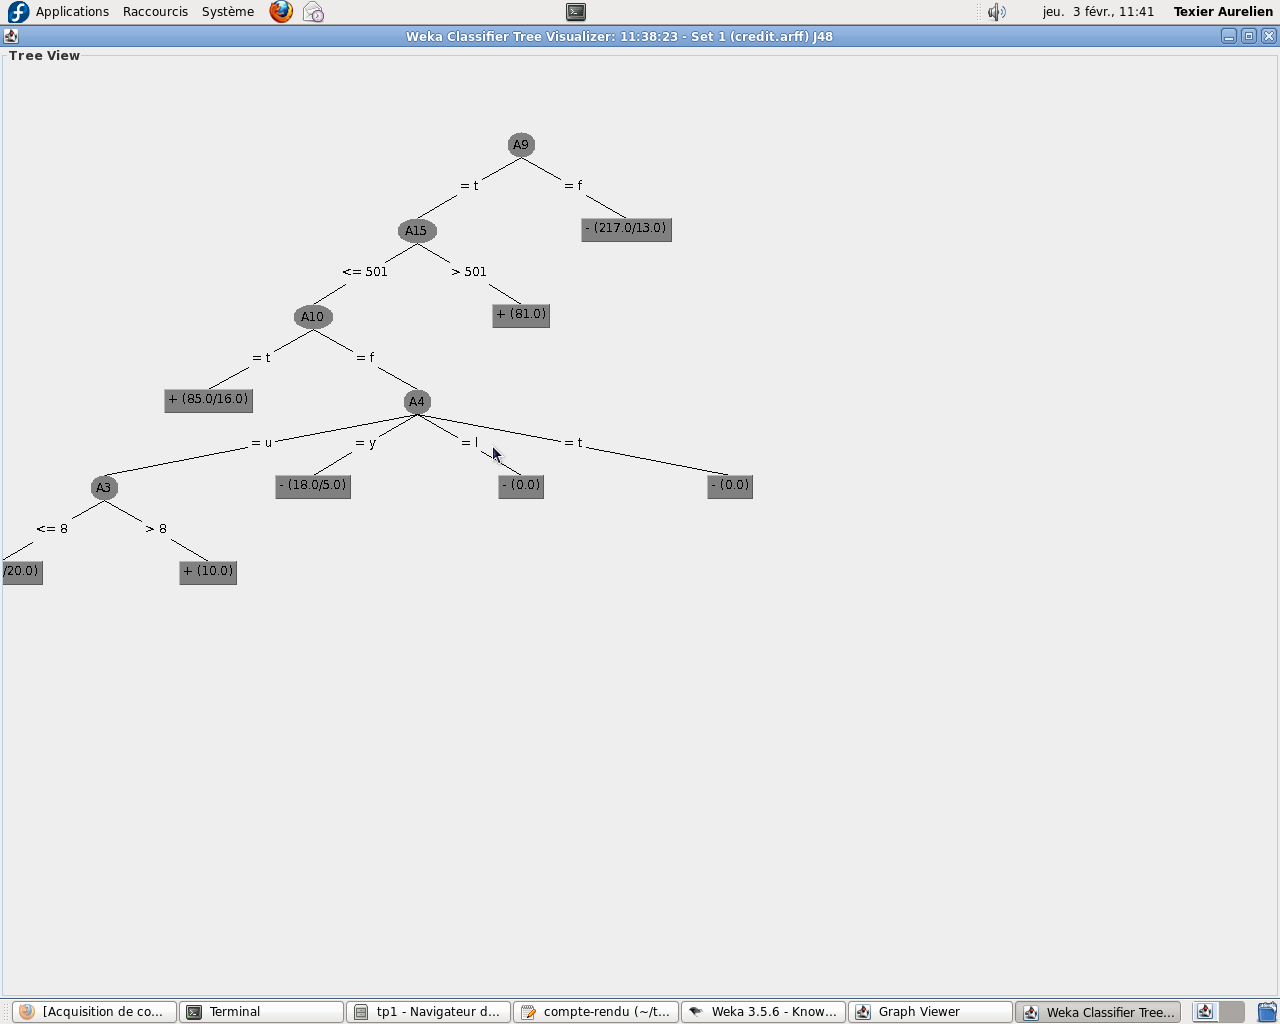 Applications Raccourcis Système jeu. 3 févr., 11:41 Texier Aurelien
Weka Classifier Tree Visualizer: 11:38:23 - Set 1 (credit.arff) J48
Tree View
A9
= t = f
A15 - (217.0/13.0)
<= 501 > 501
A10 + (81.0)
= t = f
+ (85.0/16.0) A4
= u = y = l = t
A3 - (18.0/5.0) - (0.0) - (0.0)
<= 8 > 8
/20.0) + (10.0)
[Acquisition de co... Terminal tp1 - Navigateur d... compte-rendu (~/t... Weka 3.5.6 - Know... Graph Viewer Weka Classifier Tree...